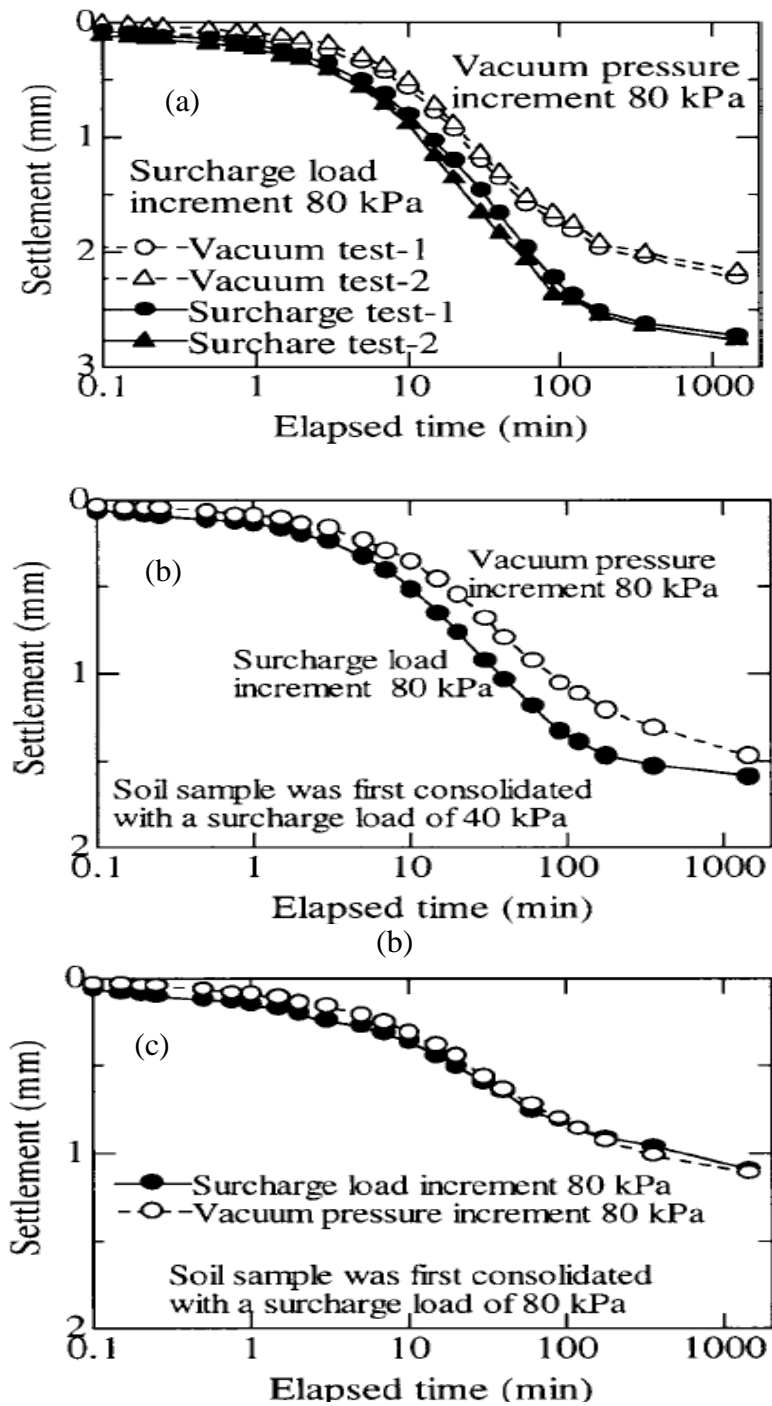 0
Vacuum pressure
increment 80 kPa
(a)
1
Surcharge load
increment 80 kPa
Settlement (mm)
2
Vacuum test-1
Vacuum test-2
Surcharge test-1
Surchare test-2
3
0.1 1 10 100 1000
Elapsed time (min)
0
(b)
Vacuum pressure
increment 80 kPa
Surcharge load
increment 80 kPa
1
Settlement (mm)
Soil sample was first consolidated
with a surcharge load of 40 kPa
2
0.1 1 10 100 1000
Elapsed time (min)
(b)
0
(c)
Settlement (mm)
1
Surcharge load increment 80 kPa
Vacuum pressure increment 80 kPa
Soil sample was first consolidated
with a surcharge load of 80 kPa
2
0.1 1 10 100 1000
Elapsed time (min)